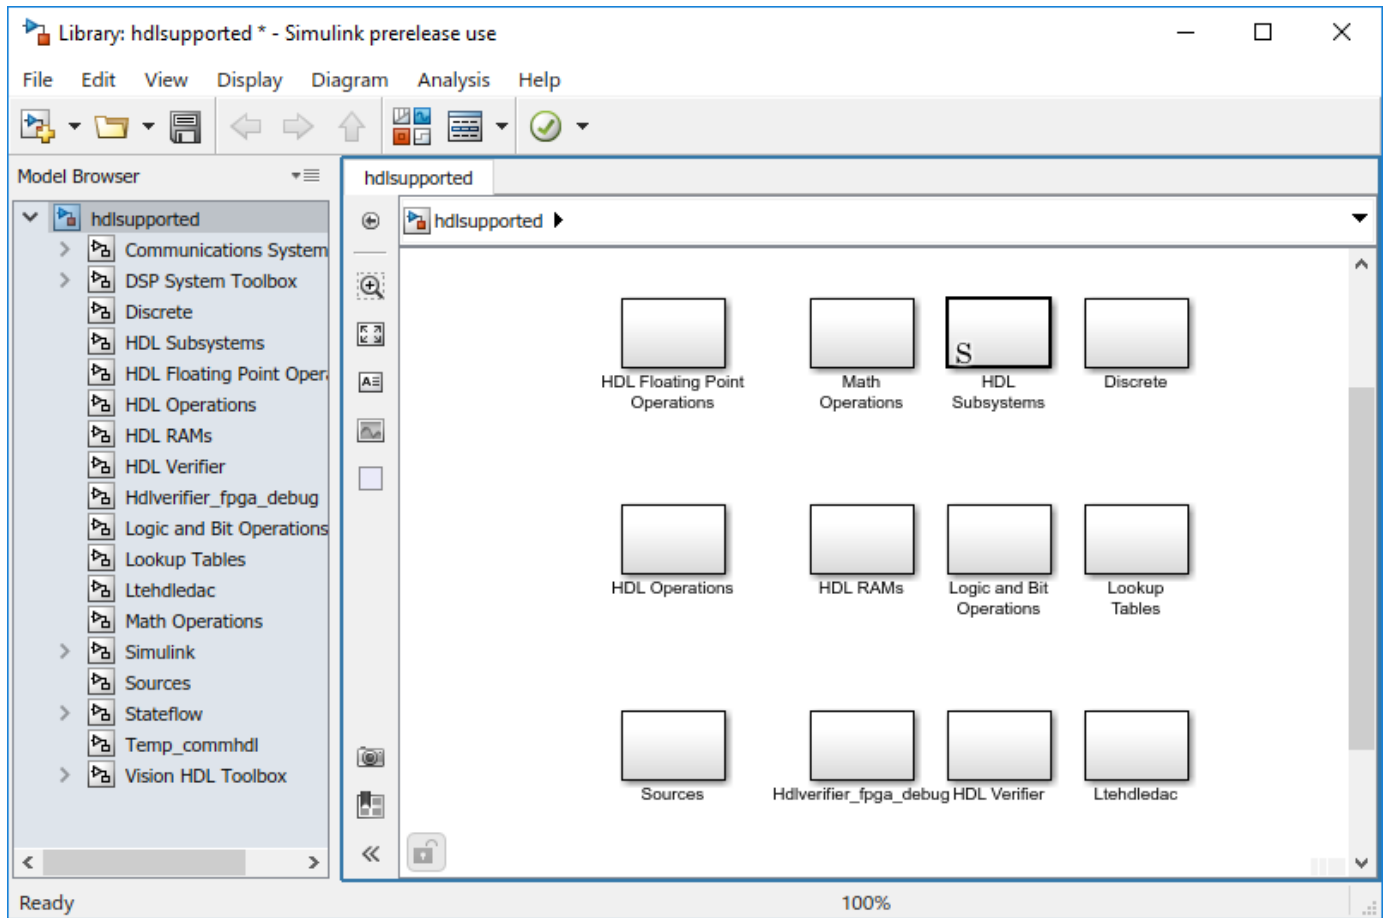 Library: hdlsupported * - Simulink prerelease use
File Edit View Display Diagram Analysis Help
Model Browser
hdlsupported
Communications System
DSP System Toolbox
Discrete
HDL Subsystems
HDL Floating Point Oper
HDL Operations
HDL RAMs
HDL Verifier
Hdlverifier_fpga_debug
Logic and Bit Operations
Lookup Tables
Ltehdledac
Math Operations
Simulink
Sources
Stateflow
Temp_commhdl
Vision HDL Toolbox
hdlsupported
hdlsupported
S
HDL Floating Point Operations
Math Operations
HDL Subsystems
Discrete
HDL Operations
HDL RAMs
Logic and Bit Operations
Lookup Tables
Sources
Hdlverifier_fpga_debug
HDL Verifier
Ltehdledac
Ready
100%